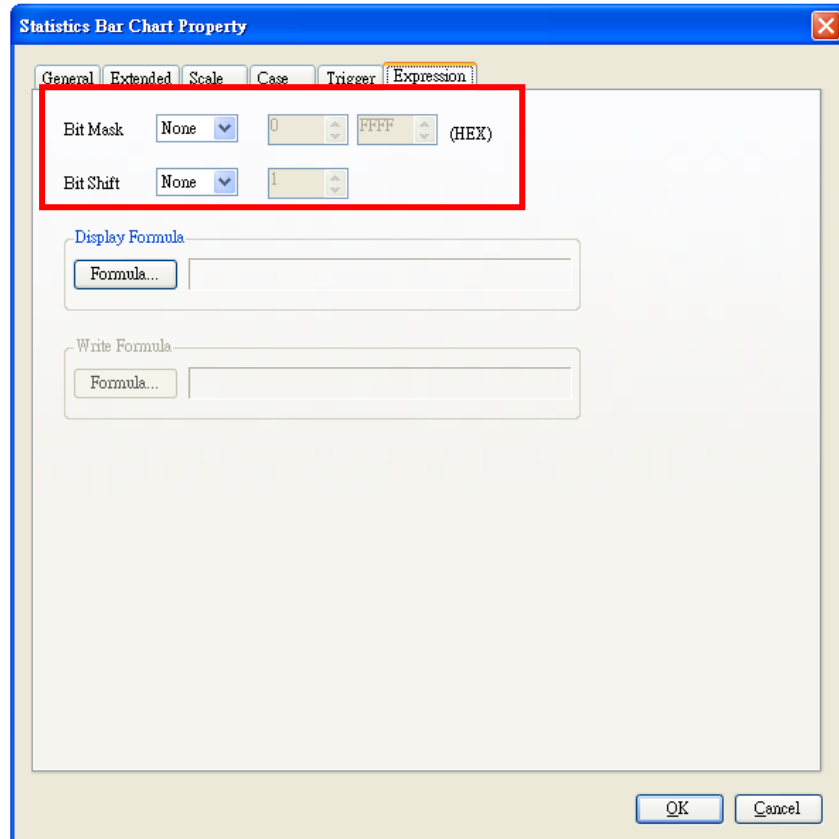 Statistics Bar Chart Property
General Extended Scale Case Trigger Expression
Bit Mask None 0 FFFF (HEX)
Bit Shift None 1
Display Formula
Formula...
Write Formula
Formula...
OK Cancel